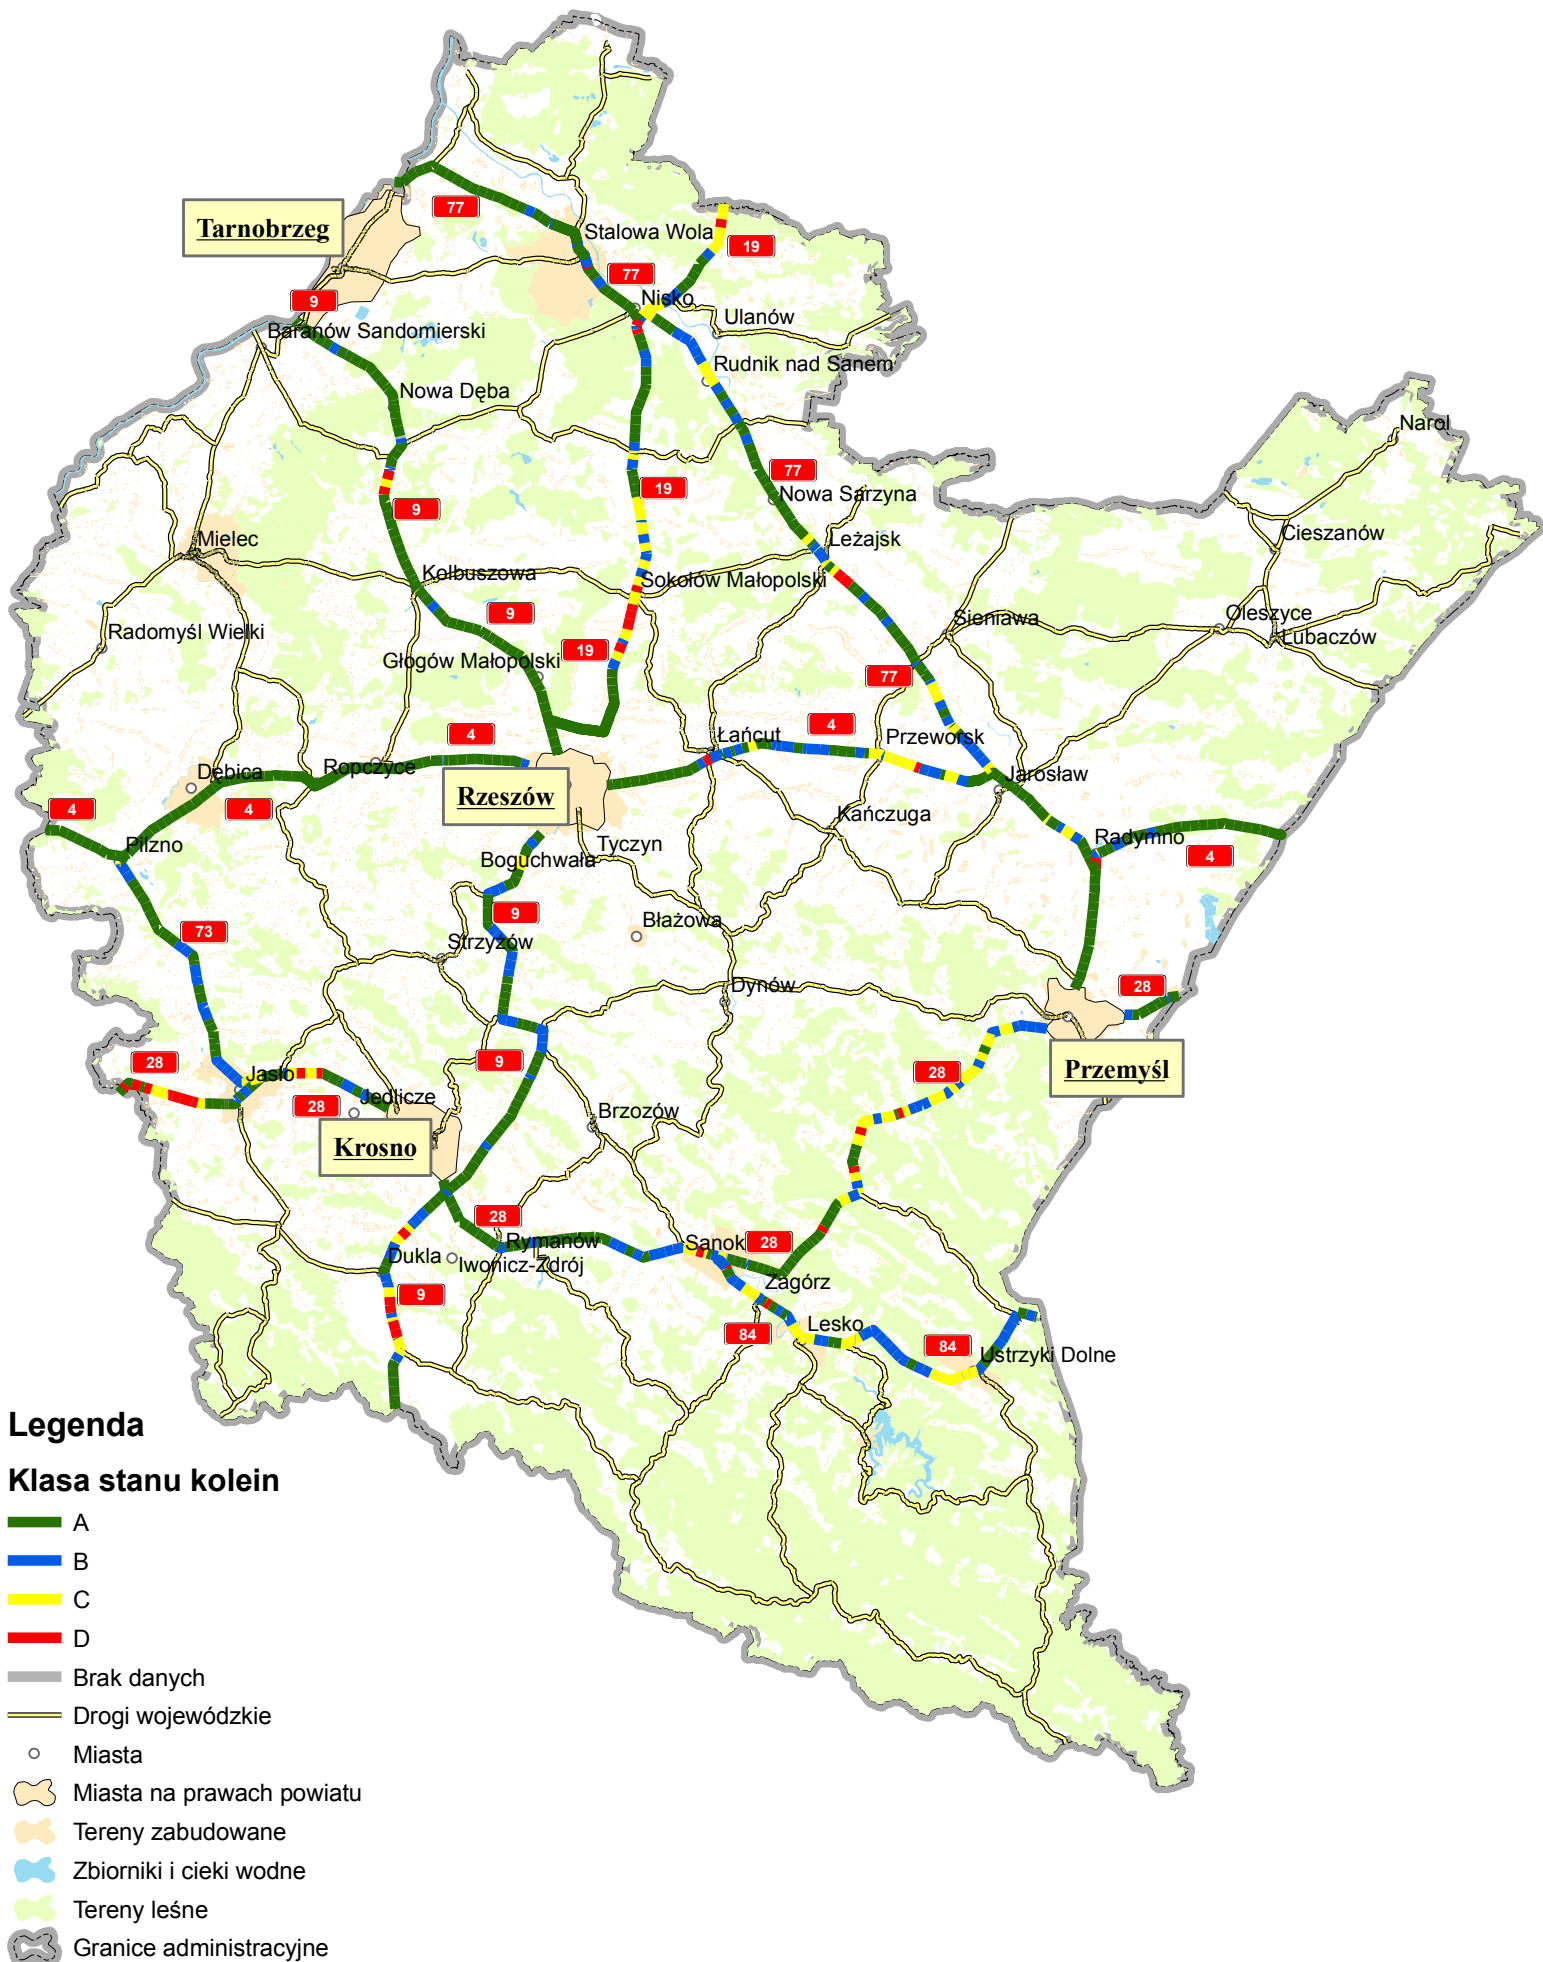 77
Tarnobrzeg
Stalowa Wola
19
77
9
Nisko
Ulanów
Baranów Sandomierski
Rudnik nad Sanem
Nowa Dęba
Narol
77
19
Nowa Sarzyna
9
Mielec
Leżajsk
Cieszanów
Kolbuszowa
Sokołów Małopolski
9
Oleszyce
Sieniawa
Radomyśl Wielki
Lubaczów
19
Głogów Małopolski
77
4
4
Łańcut
Przeworsk
Dębica
Ropczyce
Jarosław
Rzeszów
4
4
Kańczuga
Radymno
Pilzno
Tyczyn
4
Boguchwała
9
Błażowa
73
Strzyżów
Dynów
28
28
9
Przemyśl
Jasło
28
28
Jedlicze
Brzozów
Krosno
28
28
Rymanów
Sanok
Dukla
Iwonicz-Zdrój
Zagórz
9
Lesko
84
84
Ustrzyki Dolne
Legenda
Klasa stanu kolein
A
B
C
D
Brak danych
Drogi wojewódzkie
Miasta
Miasta na prawach powiatu
Tereny zabudowane
Zbiorniki i cieki wodne
Tereny leśne
Granice administracyjne